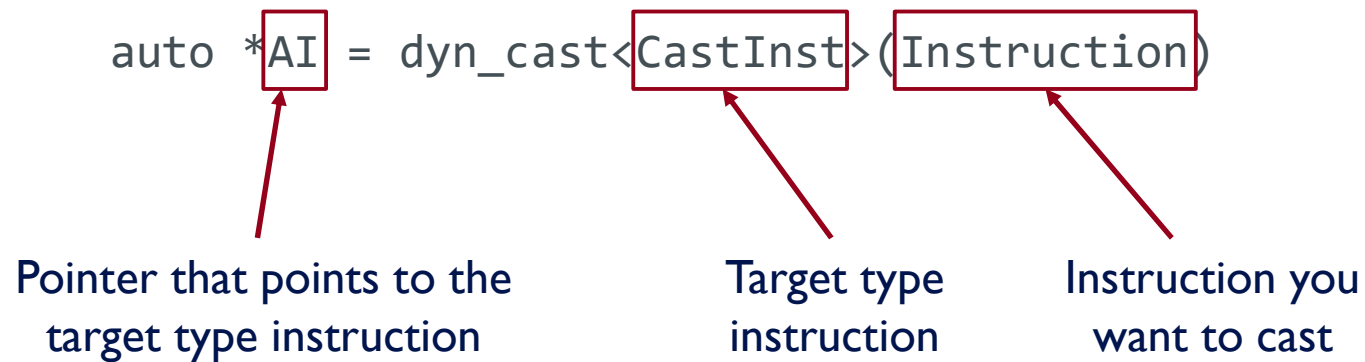 auto *AI = dyn_cast<CastInst>(Instruction)
Pointer that points to the
target type instruction
Target type
instruction
Instruction you
want to cast